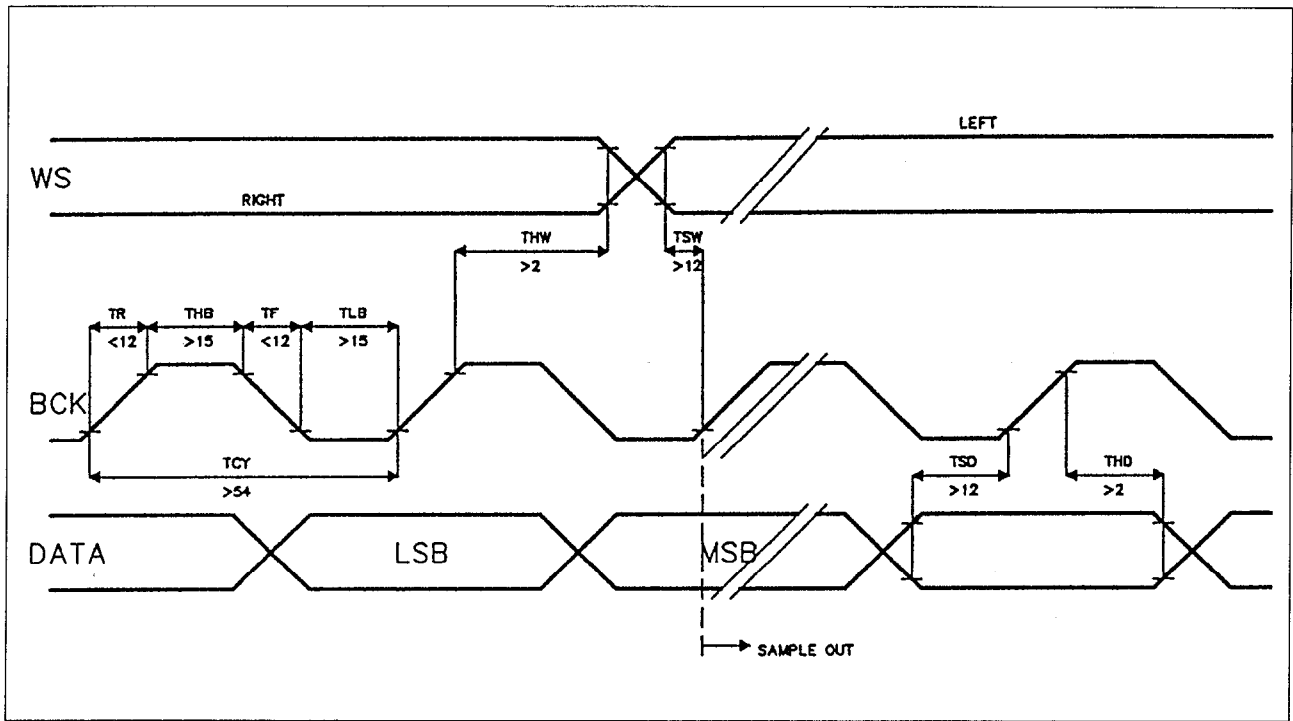 LEFT
WS
RIGHT
THW
>2
TSW
>12
TR
<12
THB
>15
TF
<12
TLB
>15
BCK
TCY
>54
TSD
>12
THD
>2
DATA
LSB
MSB
SAMPLE OUT